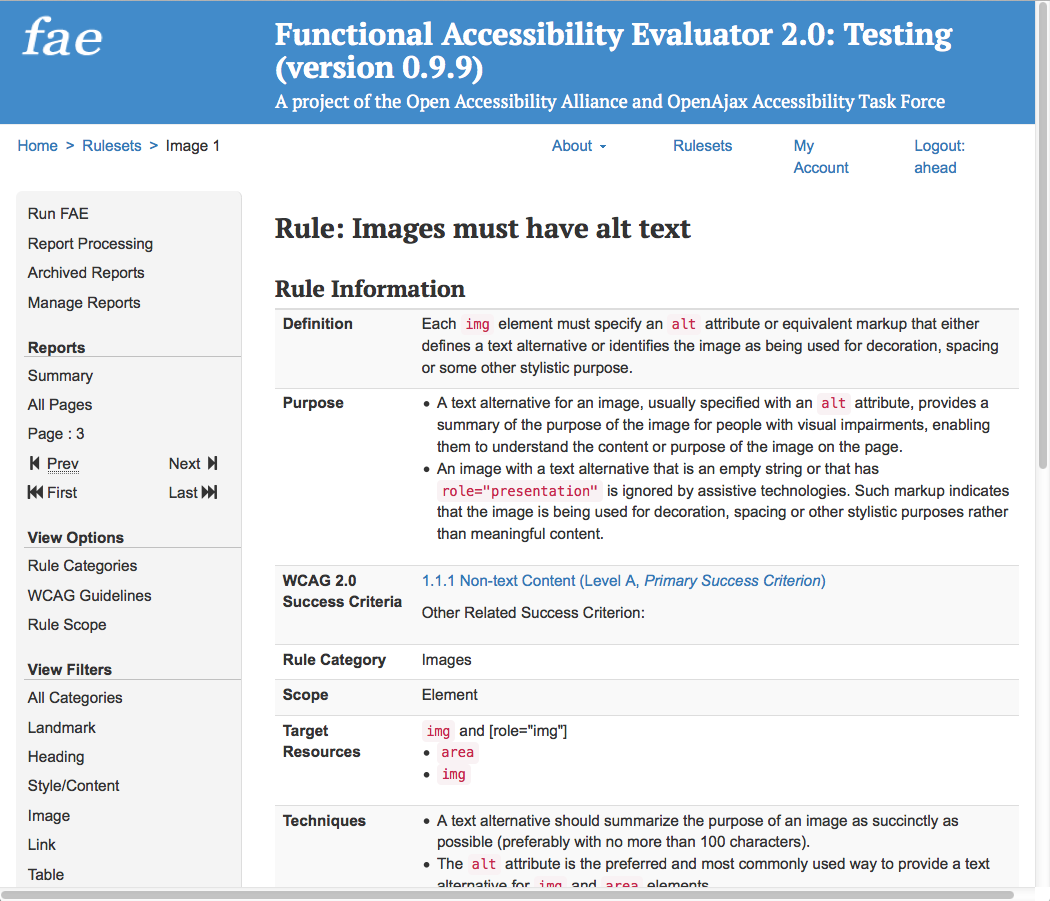 fae
Functional Accessibility Evaluator 2.0: Testing
(version 0.9.9)
A project of the Open Accessibility Alliance and OpenAjax Accessibility Task Force
Home > Rulesets > Image 1
About
Rulesets
My
Account
Logout:
ahead
Run FAE
Report Processing
Archived Reports
Manage Reports
Reports
Summary
All Pages
Page : 3
Prev Next
First Last
View Options
Rule Categories
WCAG Guidelines
Rule Scope
View Filters
All Categories
Landmark
Heading
Style/Content
Image
Link
Table
Rule: Images must have alt text
Rule Information
Definition
Each img element must specify an alt attribute or equivalent markup that either
defines a text alternative or identifies the image as being used for decoration, spacing
or some other stylistic purpose.
Purpose
• A text alternative for an image, usually specified with an alt attribute, provides a
summary of the purpose of the image for people with visual impairments, enabling
them to understand the content or purpose of the image on the page.
• An image with a text alternative that is an empty string or that has
role="presentation" is ignored by assistive technologies. Such markup indicates
that the image is being used for decoration, spacing or other stylistic purposes rather
than meaningful content.
WCAG 2.0
Success Criteria
1.1.1 Non-text Content (Level A, Primary Success Criterion)
Other Related Success Criterion:
Rule Category
Images
Scope
Element
Target
Resources
img and [role="img"]
• area
• img
Techniques
• A text alternative should summarize the purpose of an image as succinctly as
possible (preferably with no more than 100 characters).
• The alt attribute is the preferred and most commonly used way to provide a text
alternative for img and area elements